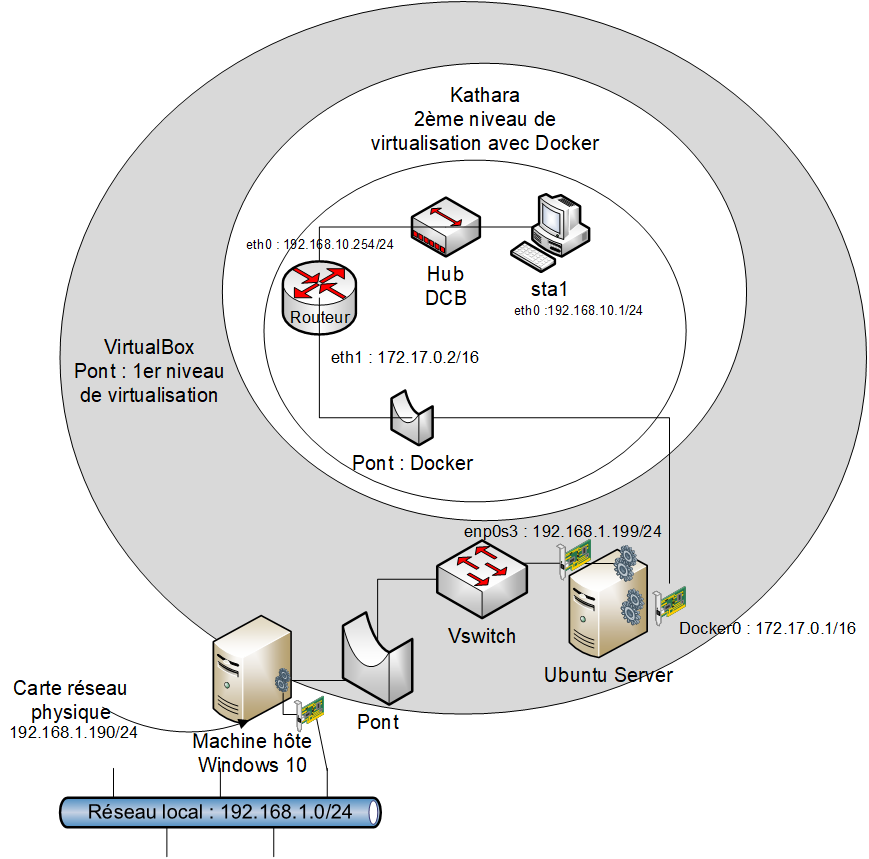 Kathara
2ème niveau de
virtualisation avec Docker
eth0 : 192.168.10.254/24
Hub
DCB
sta1
eth0 :192.168.10.1/24
Routeur
eth1 : 172.17.0.2/16
VirtualBox
Pont : 1er niveau
de virtualisation
Pont : Docker
enp0s3 : 192.168.1.199/24
Vswitch
Docker0 : 172.17.0.1/16
Ubuntu Server
Carte réseau
physique
192.168.1.190/24
Pont
Machine hôte
Windows 10
Réseau local : 192.168.1.0/24